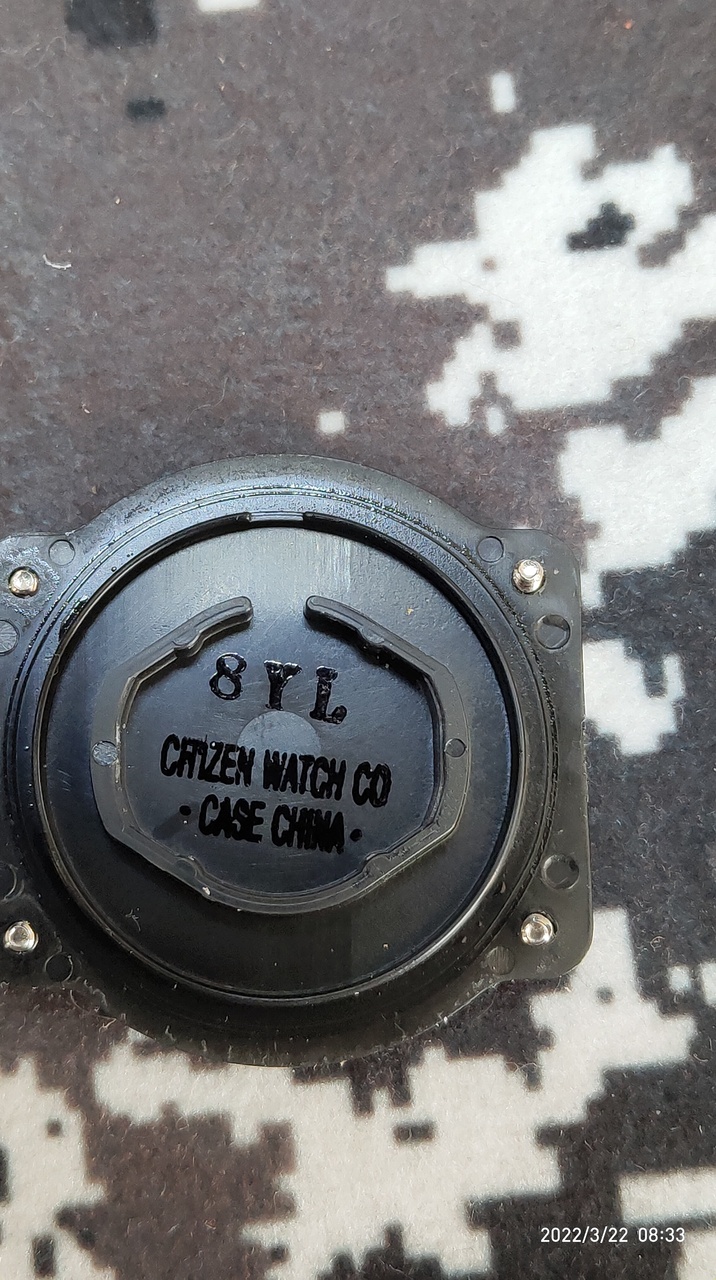 8YL
CITIZEN WATCH CO
·CASE CHINA·
2022/3/22 08:33